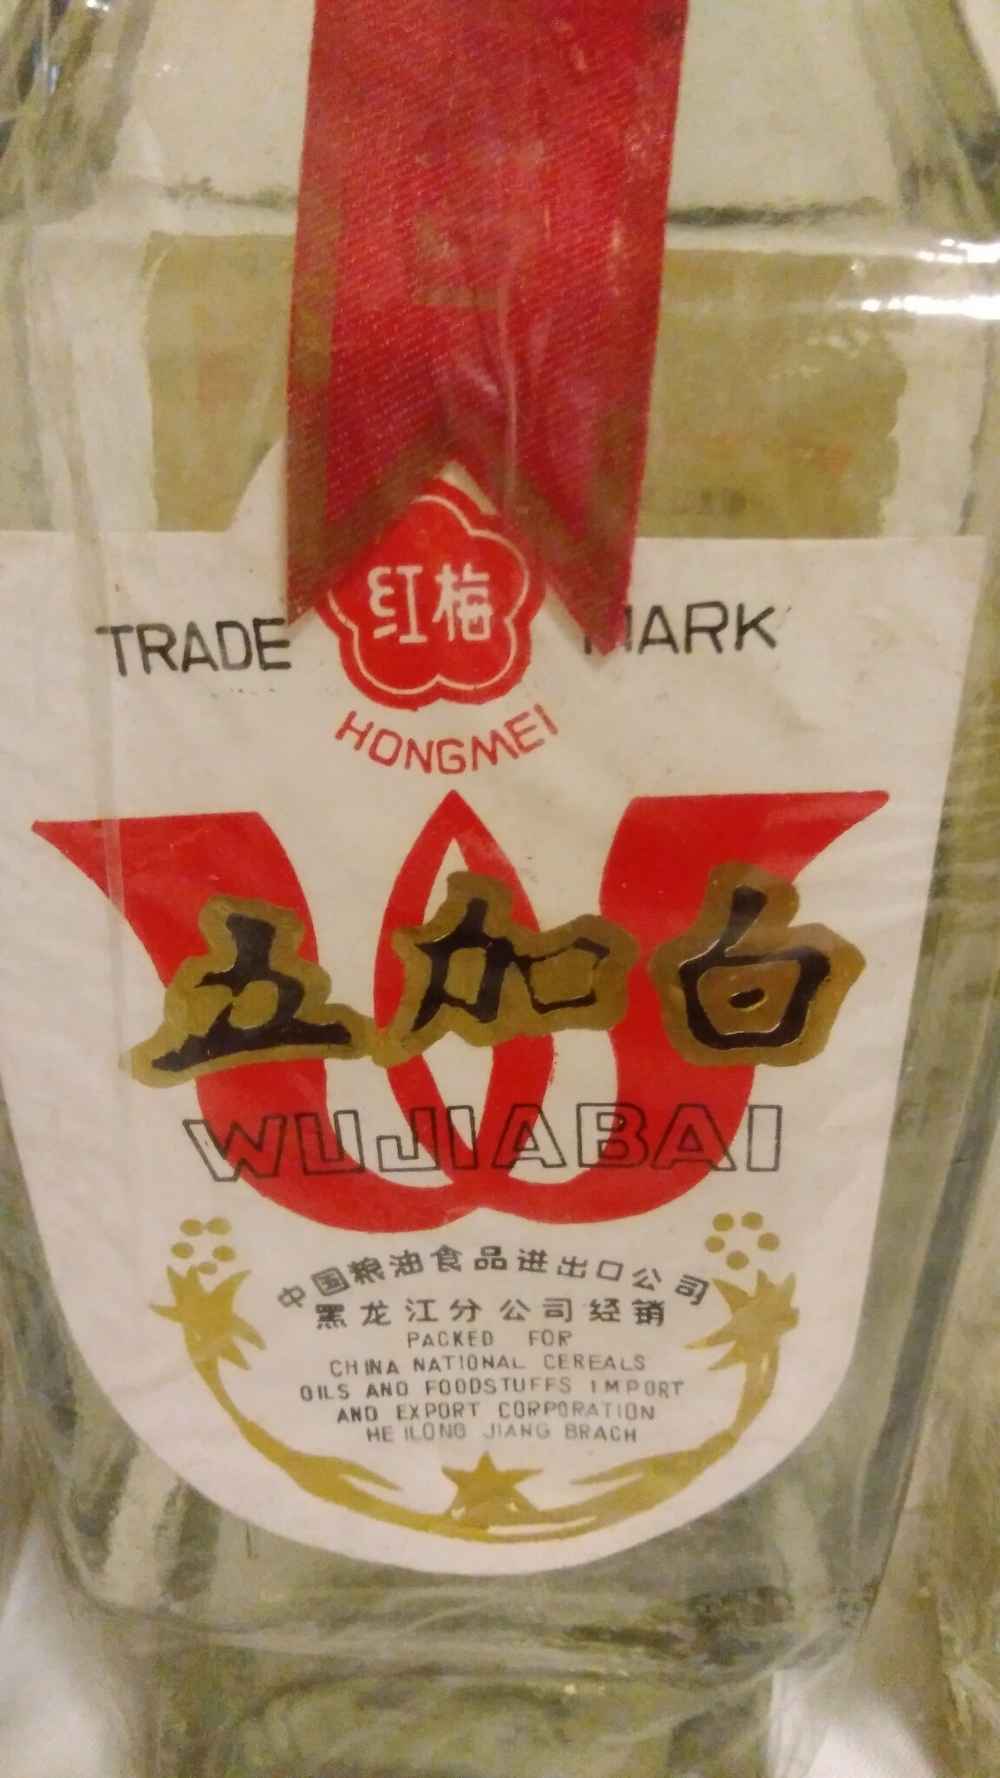 TRADE 红梅 MARK
HONGMEI
五加白
WUJIABAI
中国粮油食品进出口公司
黑龙江分公司经销
PACKED FOR
CHINA NATIONAL CEREALS
OILS AND FOODSTUFFS IMPORT
AND EXPORT CORPORATION
HEILONG JIANG BRACH